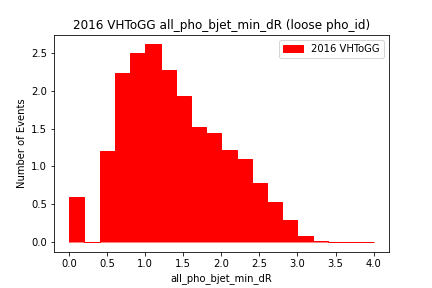 2016 VHToGG all_pho_bjet_min_dR (loose pho_id)
2016 VHToGG
Number of Events
2.5
2.0
1.5
1.0
0.5
0.0
0.0 0.5 1.0 1.5 2.0 2.5 3.0 3.5 4.0
all_pho_bjet_min_dR